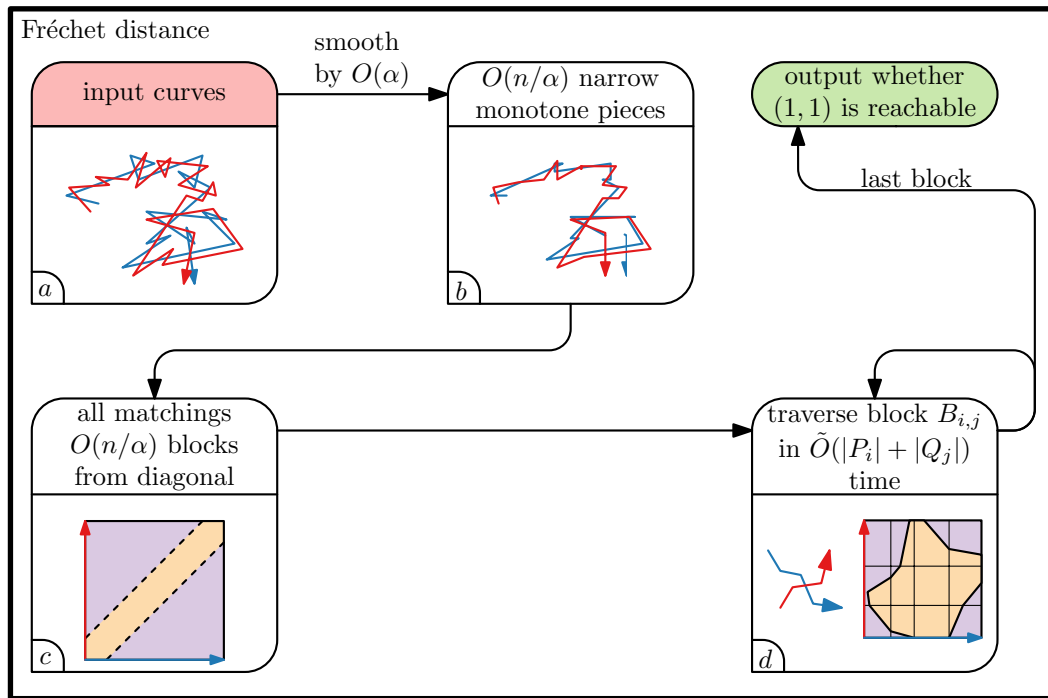 Fréchet distance
input curves
a
smooth
by O(α)
O(n/α) narrow
monotone pieces
b
output whether
(1, 1) is reachable
last block
all matchings
O(n/α) blocks
from diagonal
c
traverse block B_{i,j}
in Õ(|P_i| + |Q_j|)
time
d